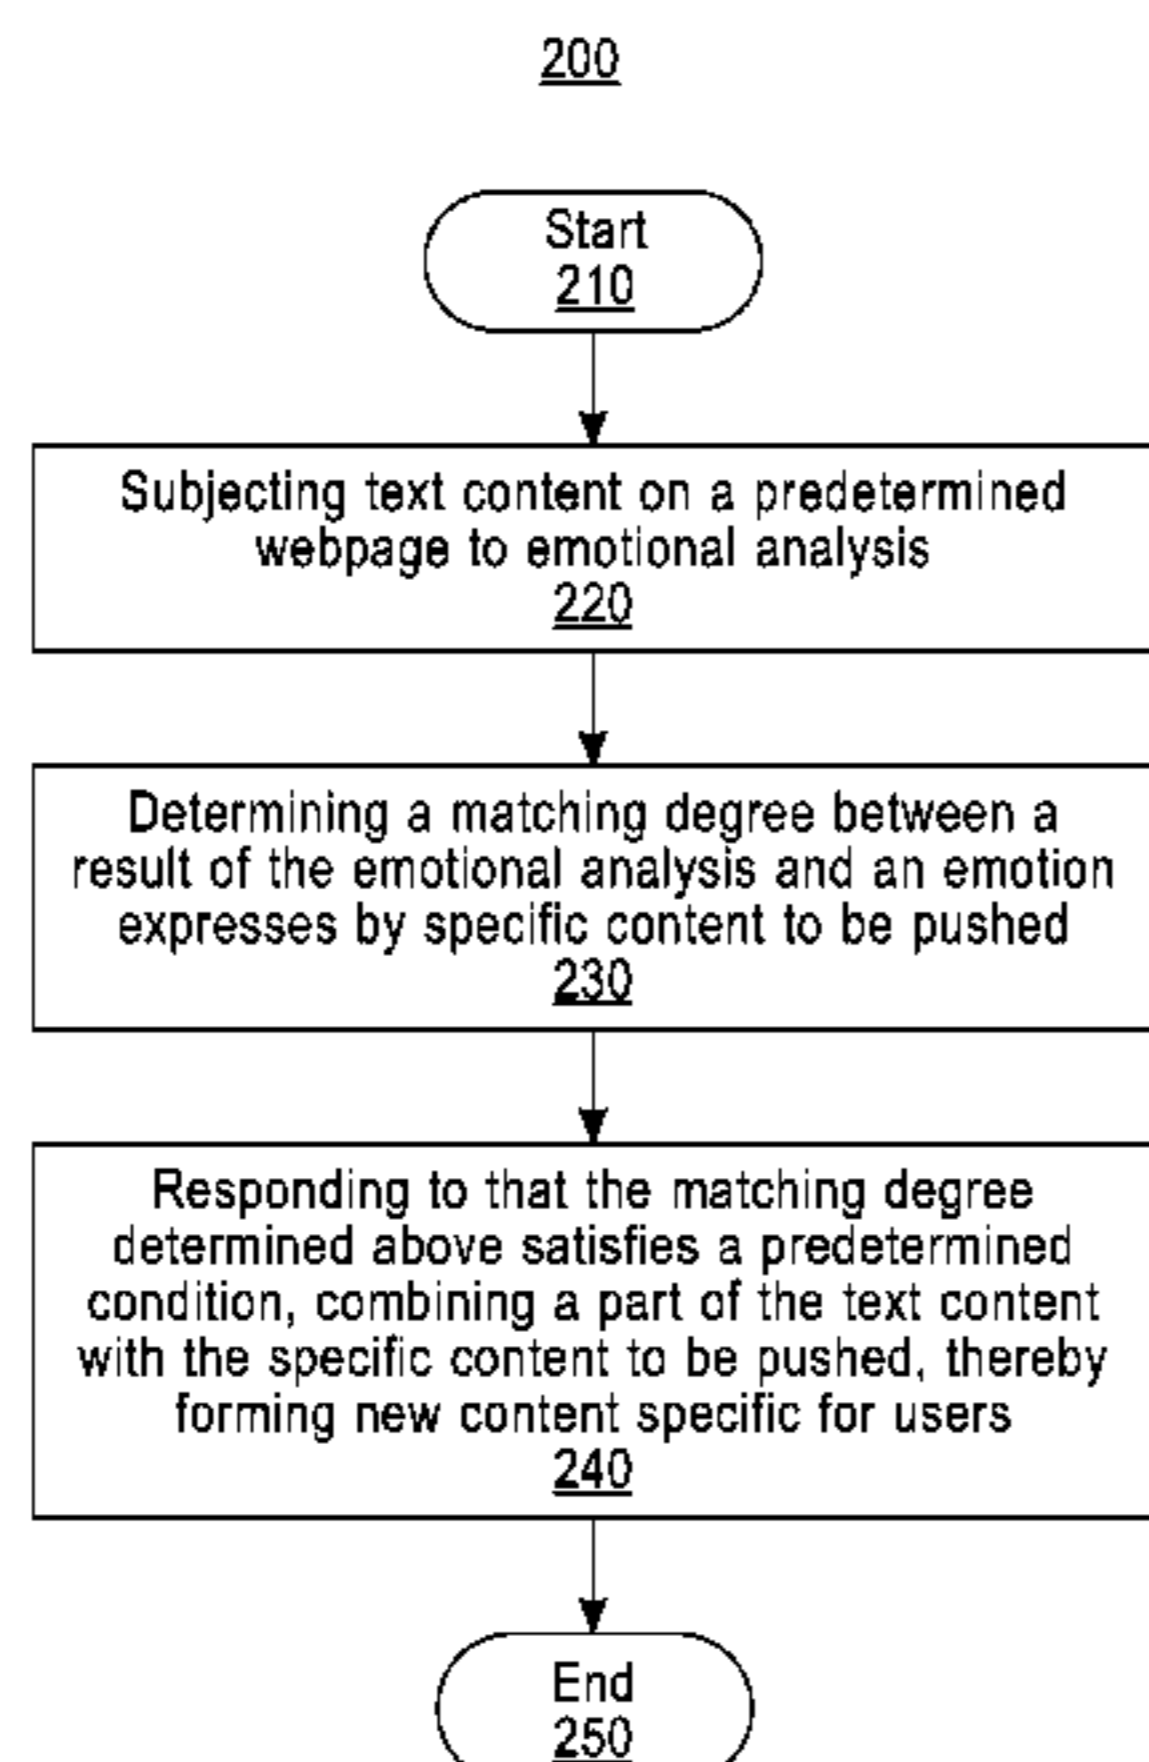 200
Start
210
Subjecting text content on a predetermined
webpage to emotional analysis
220
Determining a matching degree between a
result of the emotional analysis and an emotion
expresses by specific content to be pushed
230
Responding to that the matching degree
determined above satisfies a predetermined
condition, combining a part of the text content
with the specific content to be pushed, thereby
forming new content specific for users
240
End
250